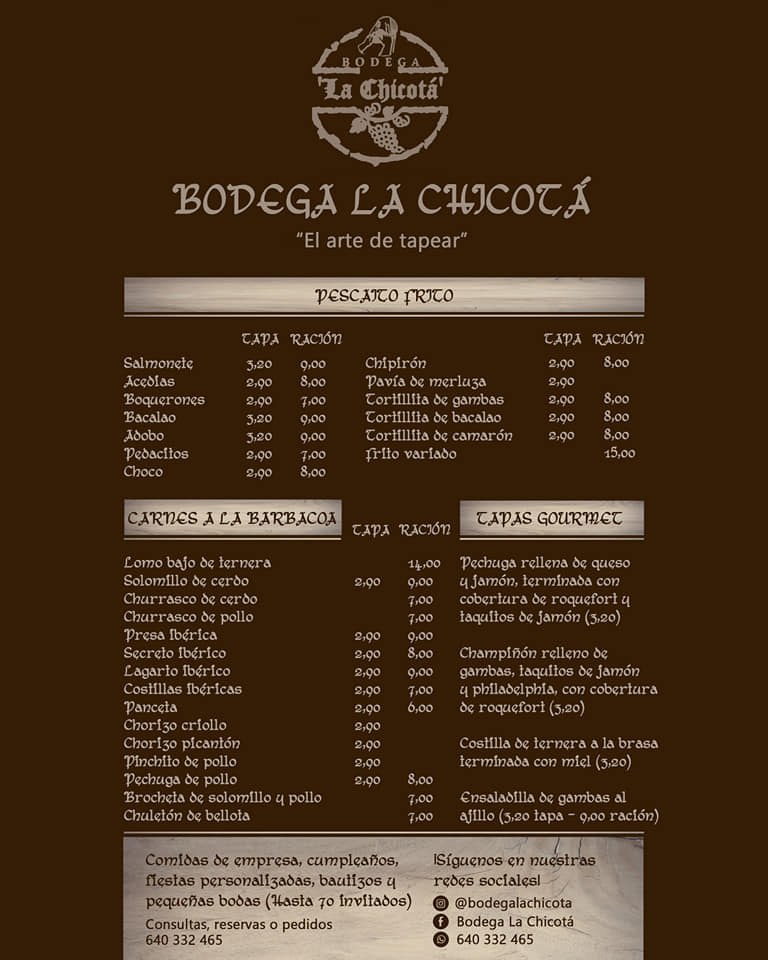 BODEGA
'La Chicotá'
BODEGA LA CHICOTÁ
"El arte de tapear"
PESCAITO FRITO
TAPA RACIÓN
Salmonete 3,20 9,00
Acedias 2,90 8,00
Boquerones 2,90 7,00
Bacalao 3,20 9,00
Adobo 3,20 9,00
Pedacitos 2,90 7,00
Choco 2,90 8,00
TAPA RACIÓN
Chipirón 2,90 8,00
Pavía de merluza 2,90
Tortillita de gambas 2,90 8,00
Tortillita de bacalao 2,90 8,00
Tortillita de camarón 2,90 8,00
Frito variado 15,00
CARNES A LA BARBACOA
TAPA RACIÓN
Lomo bajo de ternera 14,00
Solomillo de cerdo 2,90 9,00
Churrasco de cerdo 7,00
Churrasco de pollo 7,00
Presa ibérica 2,90 9,00
Secreto ibérico 2,90 8,00
Lagarto ibérico 2,90 9,00
Costillas ibéricas 2,90 7,00
Panceta 2,90 6,00
Chorizo criollo 2,90
Chorizo picantón 2,90
Pinchito de pollo 2,90
Pechuga de pollo 2,90 8,00
Brocheta de solomillo y pollo 7,00
Chuletón de bellota 7,00
TAPAS GOURMET
Pechuga rellena de queso
y jamón, terminada con
cobertura de roquefort y
taquitos de jamón (3,20)
Champiñón relleno de
gambas, taquitos de jamón
y philadelphia, con cobertura
de roquefort (3,20)
Costilla de ternera a la brasa
terminada con miel (3,20)
Ensaladilla de gambas al
ajillo (3,20 tapa - 9,00 ración)
Comidas de empresa, cumpleaños,
fiestas personalizadas, bautizos y
pequeñas bodas (Hasta 70 invitados)
Consultas, reservas o pedidos
640 332 465
!Síguenos en nuestras
redes sociales!
@bodegalachicota
Bodega La Chicotá
640 332 465